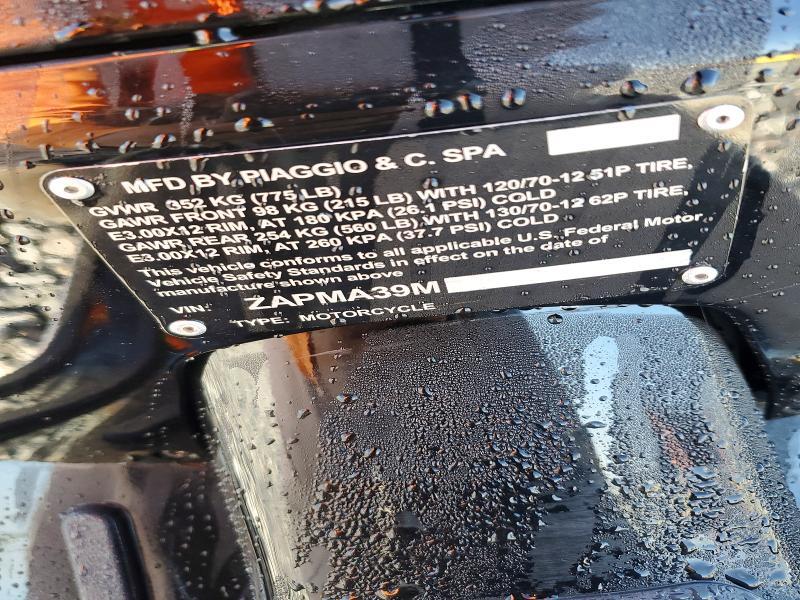 MFD BY PIAGGIO & C. SPA
GVWR 352 KG (775 LB)
GAWR FRONT 98 KG (215 LB) WITH 120/70-12 51P TIRE,
E3.00X12 RIM, AT 180 KPA (26.1 PSI) COLD
GAWR REAR 254 KG (560 LB) WITH 130/70-12 62P TIRE,
E3.00X12 RIM, AT 260 KPA (37.7 PSI) COLD
This vehicle conforms to all applicable U.S. Federal Motor
Vehicle Safety Standards in effect on the date of
manufacture shown above
VIN: ZAPMA39M
TYPE: MOTORCYCLE